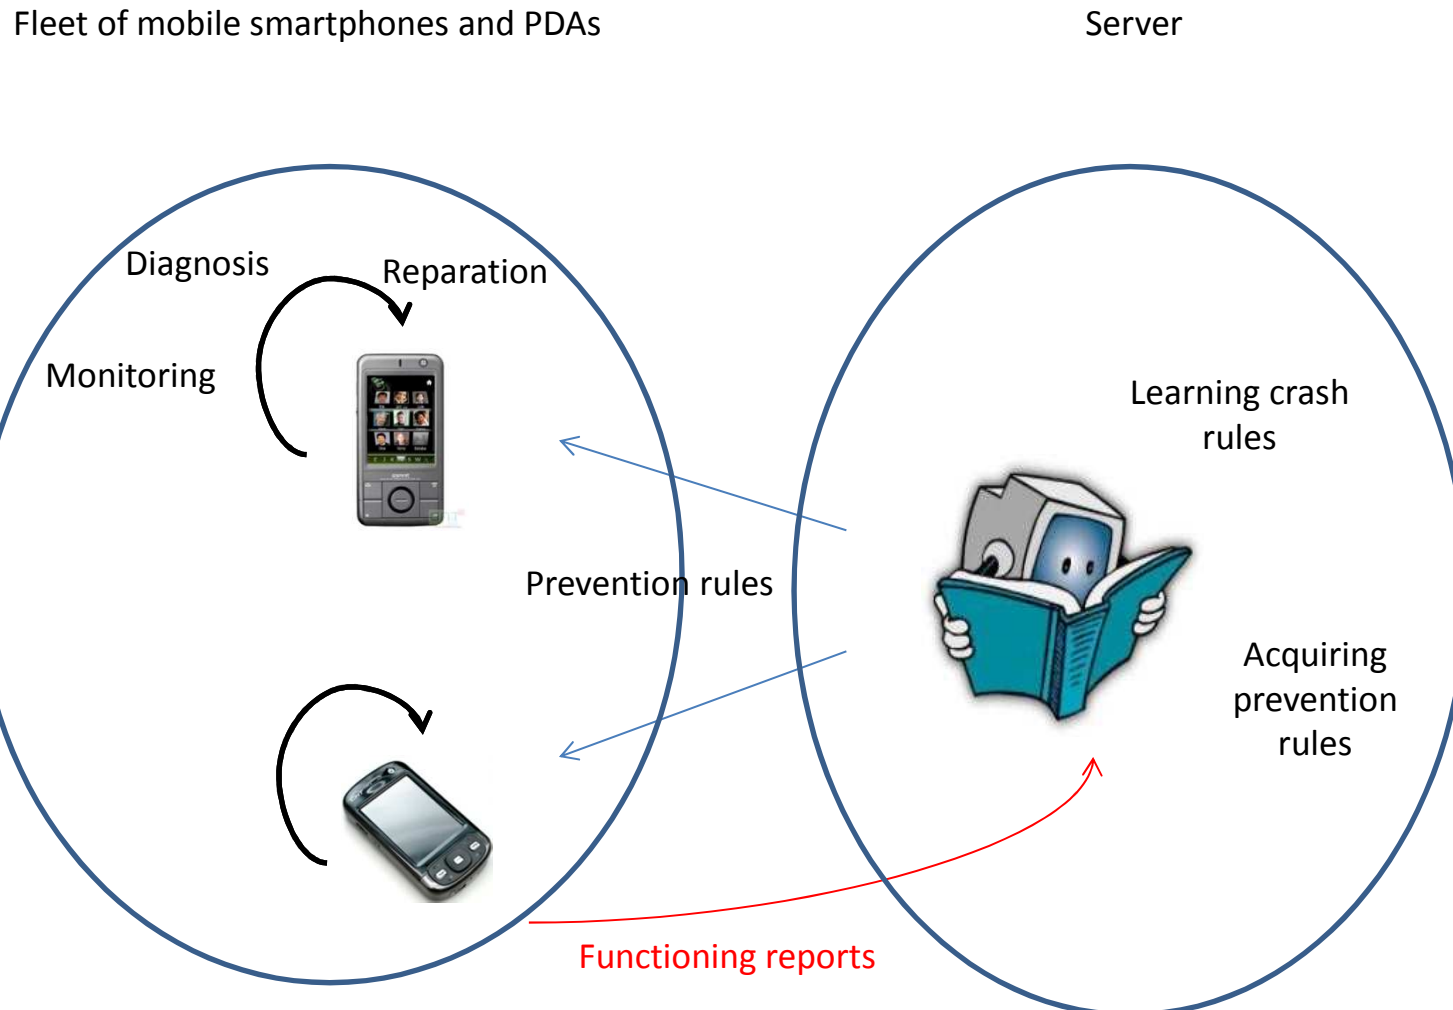 Fleet of mobile smartphones and PDAs
Server
Diagnosis
Reparation
Monitoring
Learning crash
rules
Prevention rules
Acquiring
prevention
rules
Functioning reports